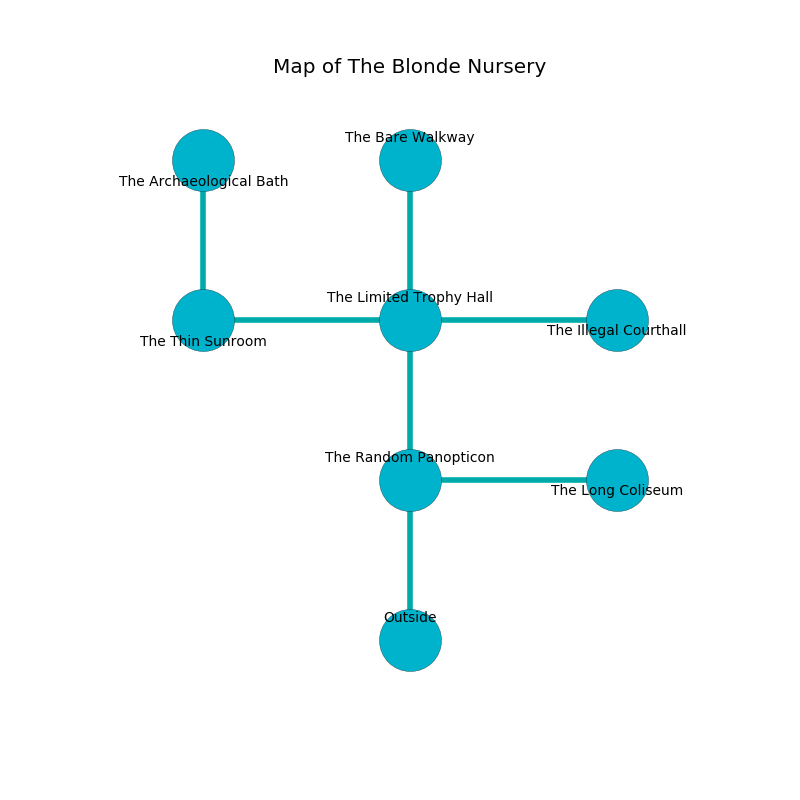 Map of The Blonde Nursery
The Bare Walkway
The Archaeological Bath
The Limited Trophy Hall
The Illegal Courthall
The Thin Sunroom
The Random Panopticon
The Long Coliseum
Outside